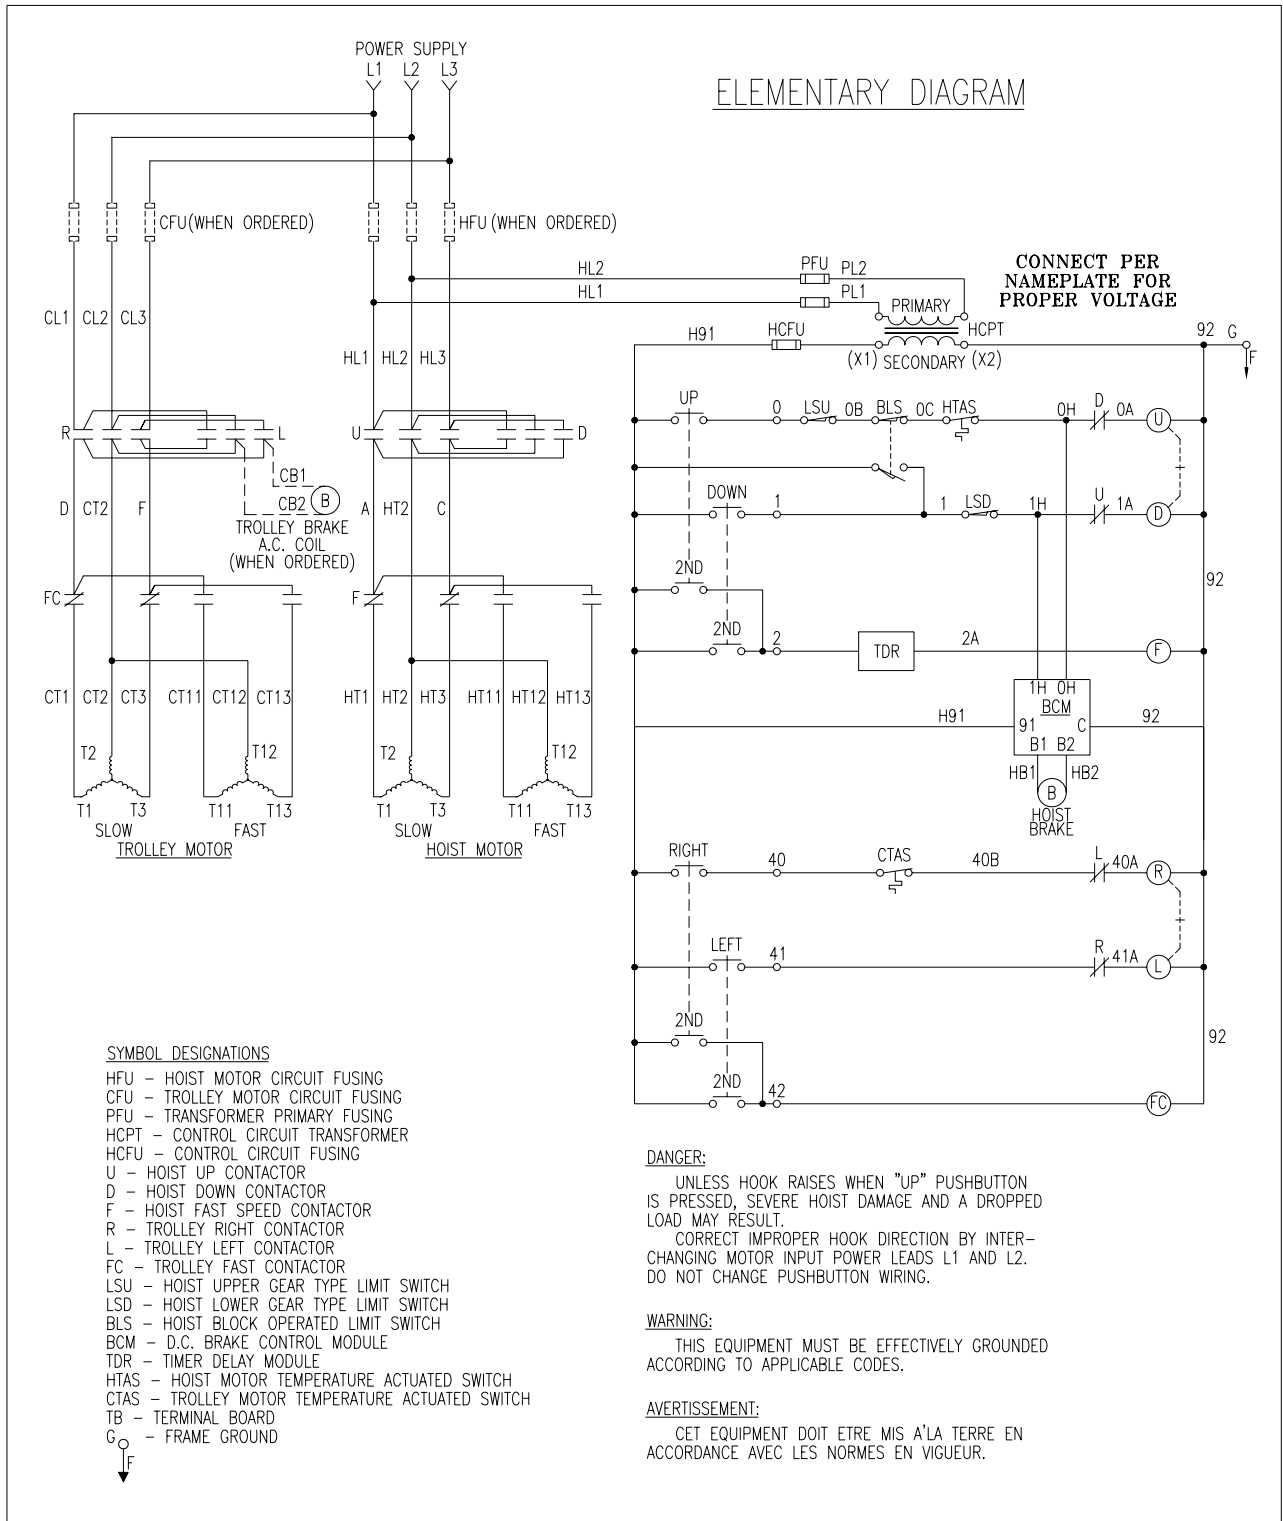 POWER SUPPLY
L1 L2 L3
ELEMENTARY DIAGRAM
CFU(WHEN ORDERED)
HFU (WHEN ORDERED)
CONNECT PER
NAMEPLATE FOR
PROPER VOLTAGE
HL2 PFU PL2
HL1 PL1
PRIMARY
CL1 CL2 CL3
H91 HCFU HCPT 92 G
F
(X1) SECONDARY (X2)
HL1 HL2 HL3
UP 0 LSU 0B BLS 0C HTAS 0H D 0A U
R L U D
CB1
CB2 B
TROLLEY BRAKE
A.C. COIL
(WHEN ORDERED)
D CT2 F A HT2 C
DOWN 1 1 LSD 1H U 1A D
2ND 92
FC F
2ND 2 TDR 2A F
CT1 CT2 CT3 CT11 CT12 CT13 HT1 HT2 HT3 HT11 HT12 HT13
1H 0H
BCM
H91 91 C 92
B1 B2
HB1 HB2
B
HOIST
BRAKE
T2 T12 T2 T12
T1 T3 T11 T13 T1 T3 T11 T13
SLOW FAST SLOW FAST
TROLLEY MOTOR HOIST MOTOR
RIGHT 40 CTAS 40B L 40A R
LEFT 41 R 41A L
2ND 92
2ND 42 FC
SYMBOL DESIGNATIONS
HFU – HOIST MOTOR CIRCUIT FUSING
CFU – TROLLEY MOTOR CIRCUIT FUSING
PFU – TRANSFORMER PRIMARY FUSING
HCPT – CONTROL CIRCUIT TRANSFORMER
HCFU – CONTROL CIRCUIT FUSING
U – HOIST UP CONTACTOR
D – HOIST DOWN CONTACTOR
F – HOIST FAST SPEED CONTACTOR
R – TROLLEY RIGHT CONTACTOR
L – TROLLEY LEFT CONTACTOR
FC – TROLLEY FAST CONTACTOR
LSU – HOIST UPPER GEAR TYPE LIMIT SWITCH
LSD – HOIST LOWER GEAR TYPE LIMIT SWITCH
BLS – HOIST BLOCK OPERATED LIMIT SWITCH
BCM – D.C. BRAKE CONTROL MODULE
TDR – TIMER DELAY MODULE
HTAS – HOIST MOTOR TEMPERATURE ACTUATED SWITCH
CTAS – TROLLEY MOTOR TEMPERATURE ACTUATED SWITCH
TB – TERMINAL BOARD
G – FRAME GROUND
F
DANGER:
UNLESS HOOK RAISES WHEN "UP" PUSHBUTTON
IS PRESSED, SEVERE HOIST DAMAGE AND A DROPPED
LOAD MAY RESULT.
CORRECT IMPROPER HOOK DIRECTION BY INTER–
CHANGING MOTOR INPUT POWER LEADS L1 AND L2.
DO NOT CHANGE PUSHBUTTON WIRING.
WARNING:
THIS EQUIPMENT MUST BE EFFECTIVELY GROUNDED
ACCORDING TO APPLICABLE CODES.
AVERTISSEMENT:
CET EQUIPMENT DOIT ETRE MIS A'LA TERRE EN
ACCORDANCE AVEC LES NORMES EN VIGUEUR.